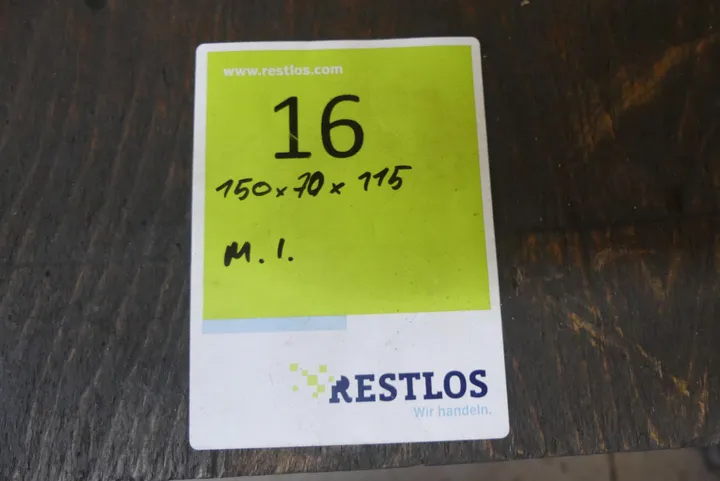 www.restlos.com
16
150 x 70 x 115
M. I.
RESTLOS
Wir handeln.